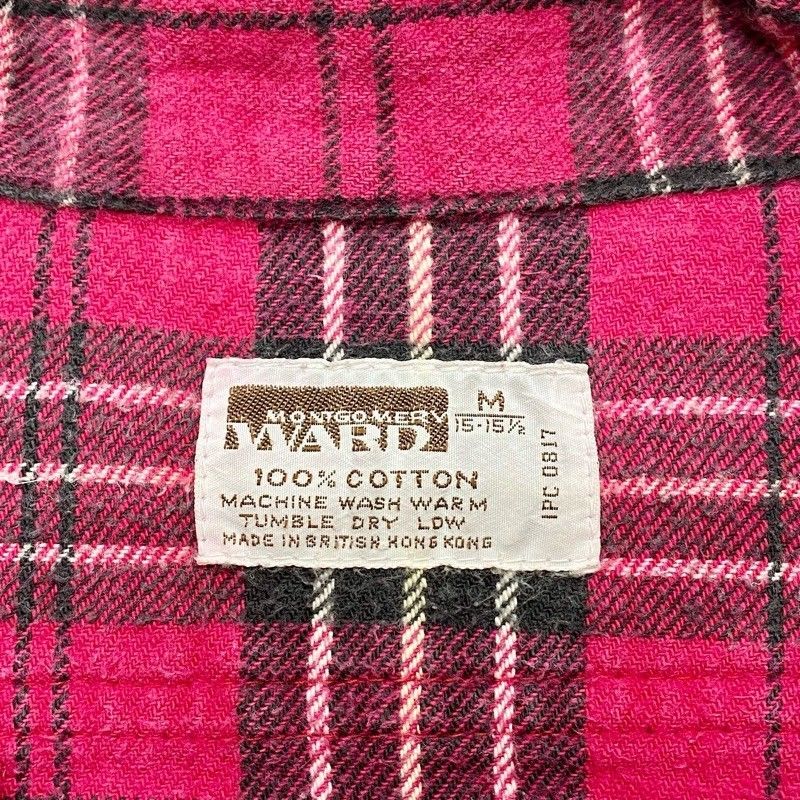 MONTGOMERY
WARD
M
15-15½
100% COTTON
MACHINE WASH WARM
TUMBLE DRY LOW
MADE IN BRITISH HONG KONG
IPC 0817